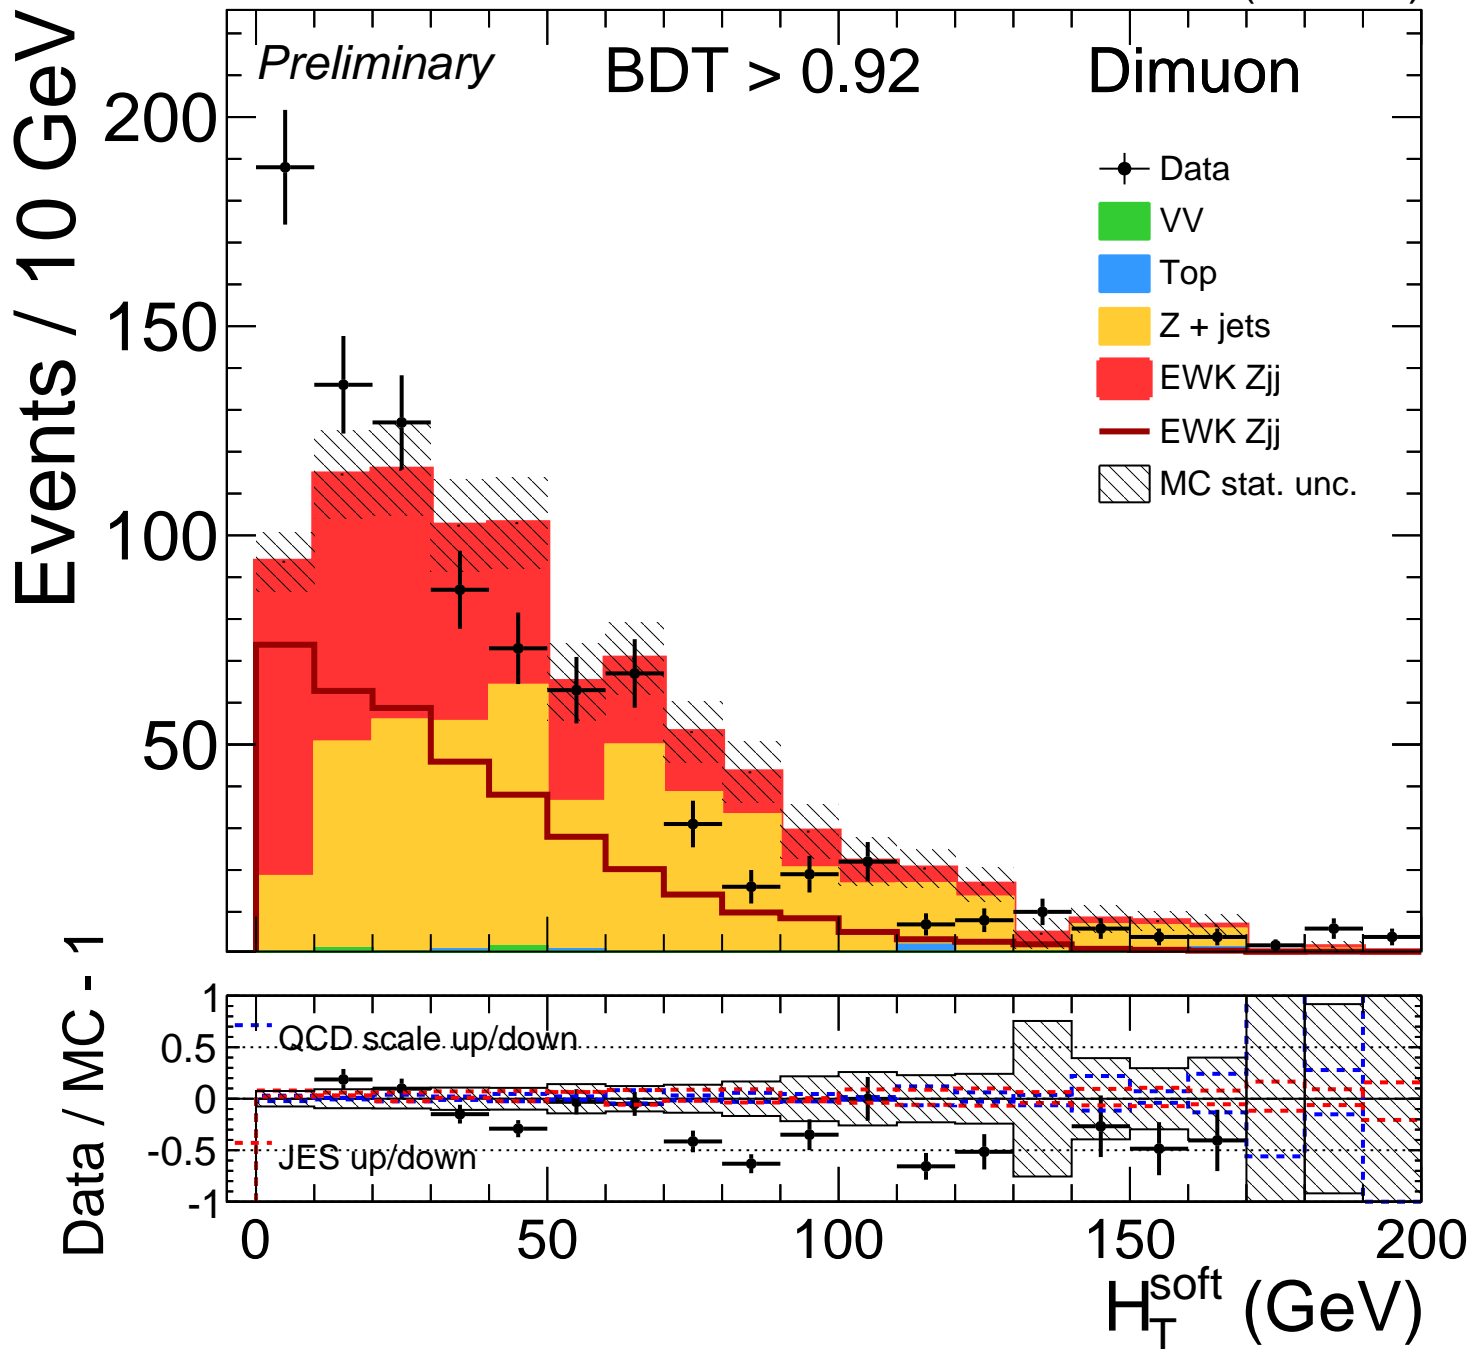 Preliminary
BDT > 0.92
Dimuon
Events / 10 GeV
200
150
100
50
Data
VV
Top
Z + jets
EWK Zjj
EWK Zjj
MC stat. unc.
Data / MC - 1
1
0.5
0
-0.5
-1
QCD scale up/down
JES up/down
0 50 100 150 200
H_T^soft (GeV)